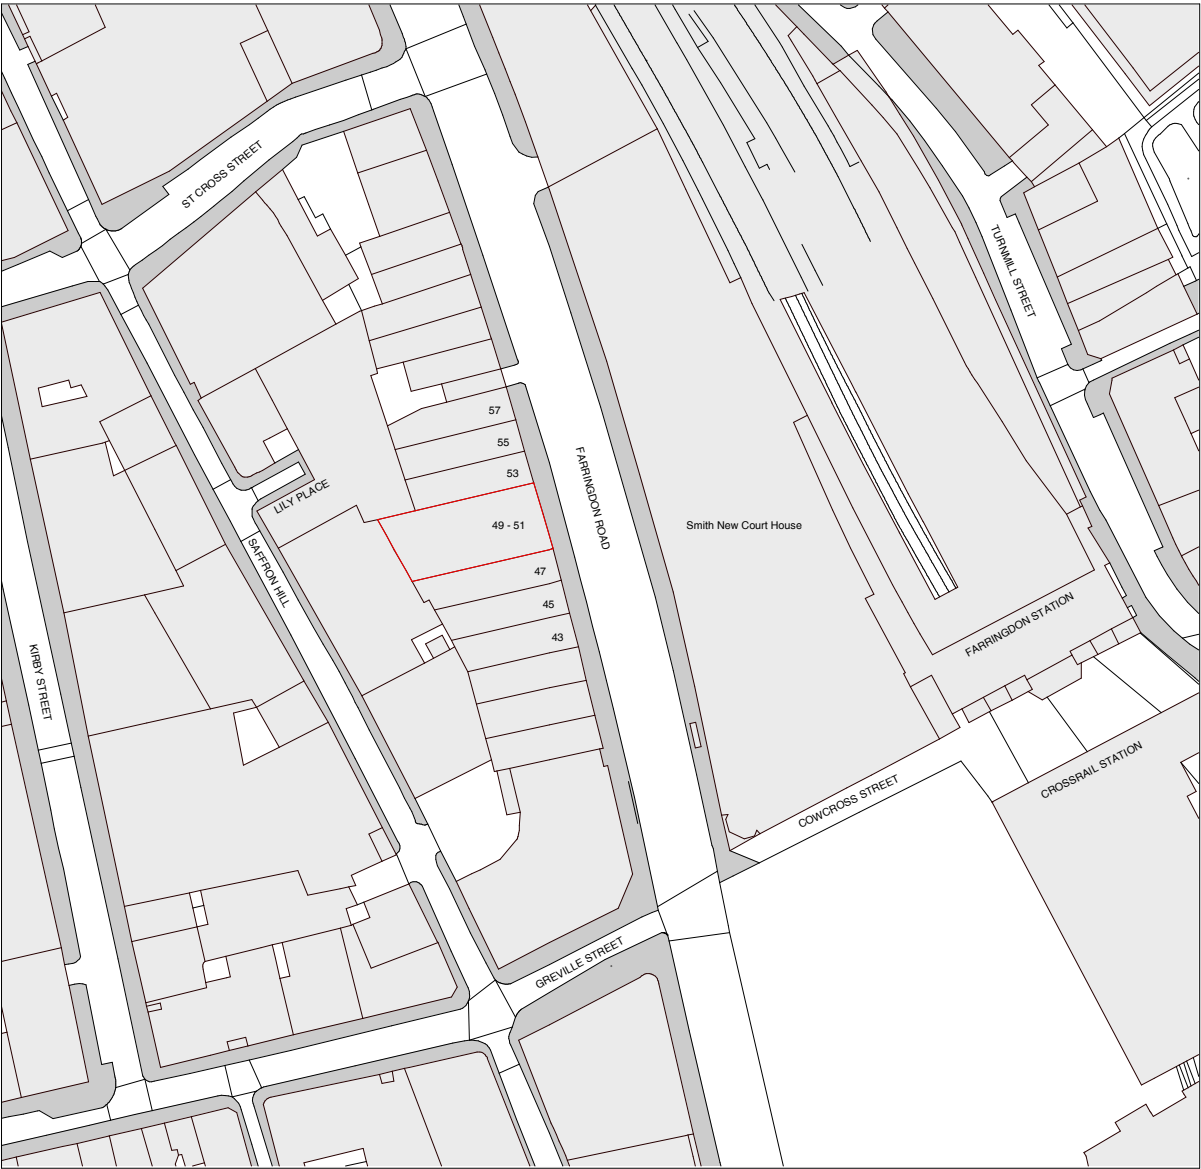 ST CROSS STREET
TURNMILL STREET
57
55
53
FARRINGDON ROAD
LILY PLACE
49 - 51
Smith New Court House
SAFFRON HILL
47
45
43
FARRINGDON STATION
KIRBY STREET
CROSSRAIL STATION
COWCROSS STREET
GREVILLE STREET